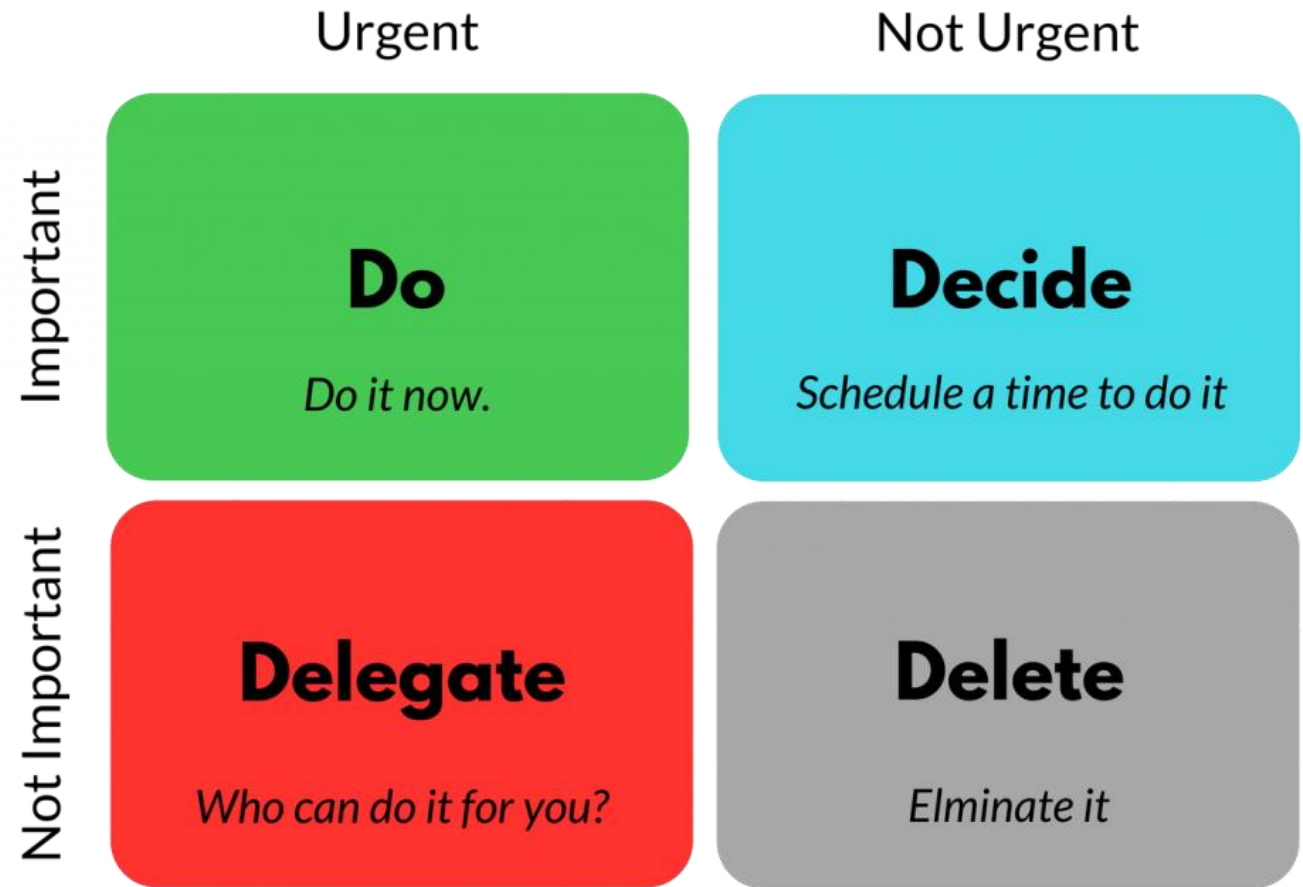 Urgent
Not Urgent
Important
Do
Do it now.
Decide
Schedule a time to do it
Not Important
Delegate
Who can do it for you?
Delete
Elminate it